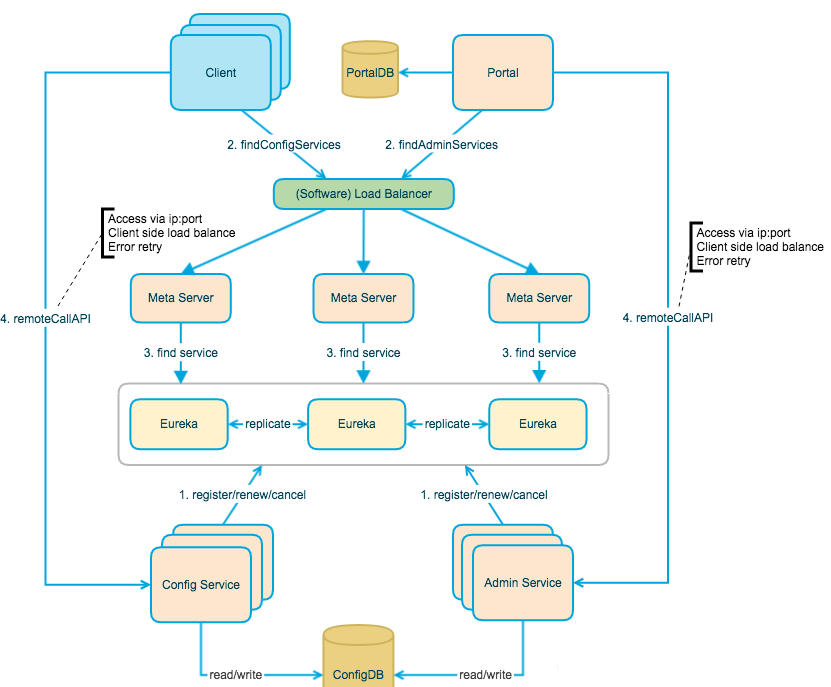 Client
PortalDB
Portal
2. findConfigServices
2. findAdminServices
(Software) Load Balancer
Access via ip:port
Client side load balance
Error retry
Access via ip:port
Client side load balance
Error retry
Meta Server
Meta Server
Meta Server
4. remoteCallAPI
4. remoteCallAPI
3. find service
3. find service
3. find service
Eureka
replicate
Eureka
replicate
Eureka
1. register/renew/cancel
1. register/renew/cancel
Config Service
Admin Service
read/write
ConfigDB
read/write